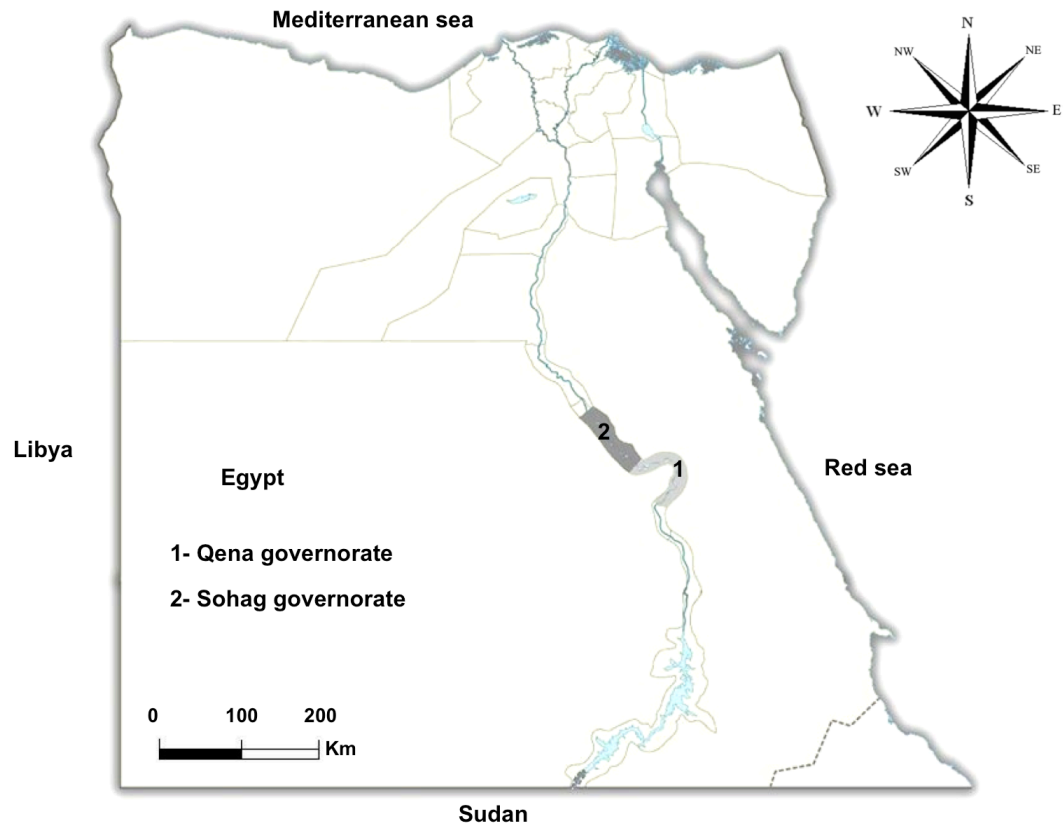 Mediterranean sea
N
NW
NE
W
E
SW
SE
S
2
1
Libya
Red sea
Egypt
1- Qena governorate
2- Sohag governorate
0 100 200
Km
Sudan